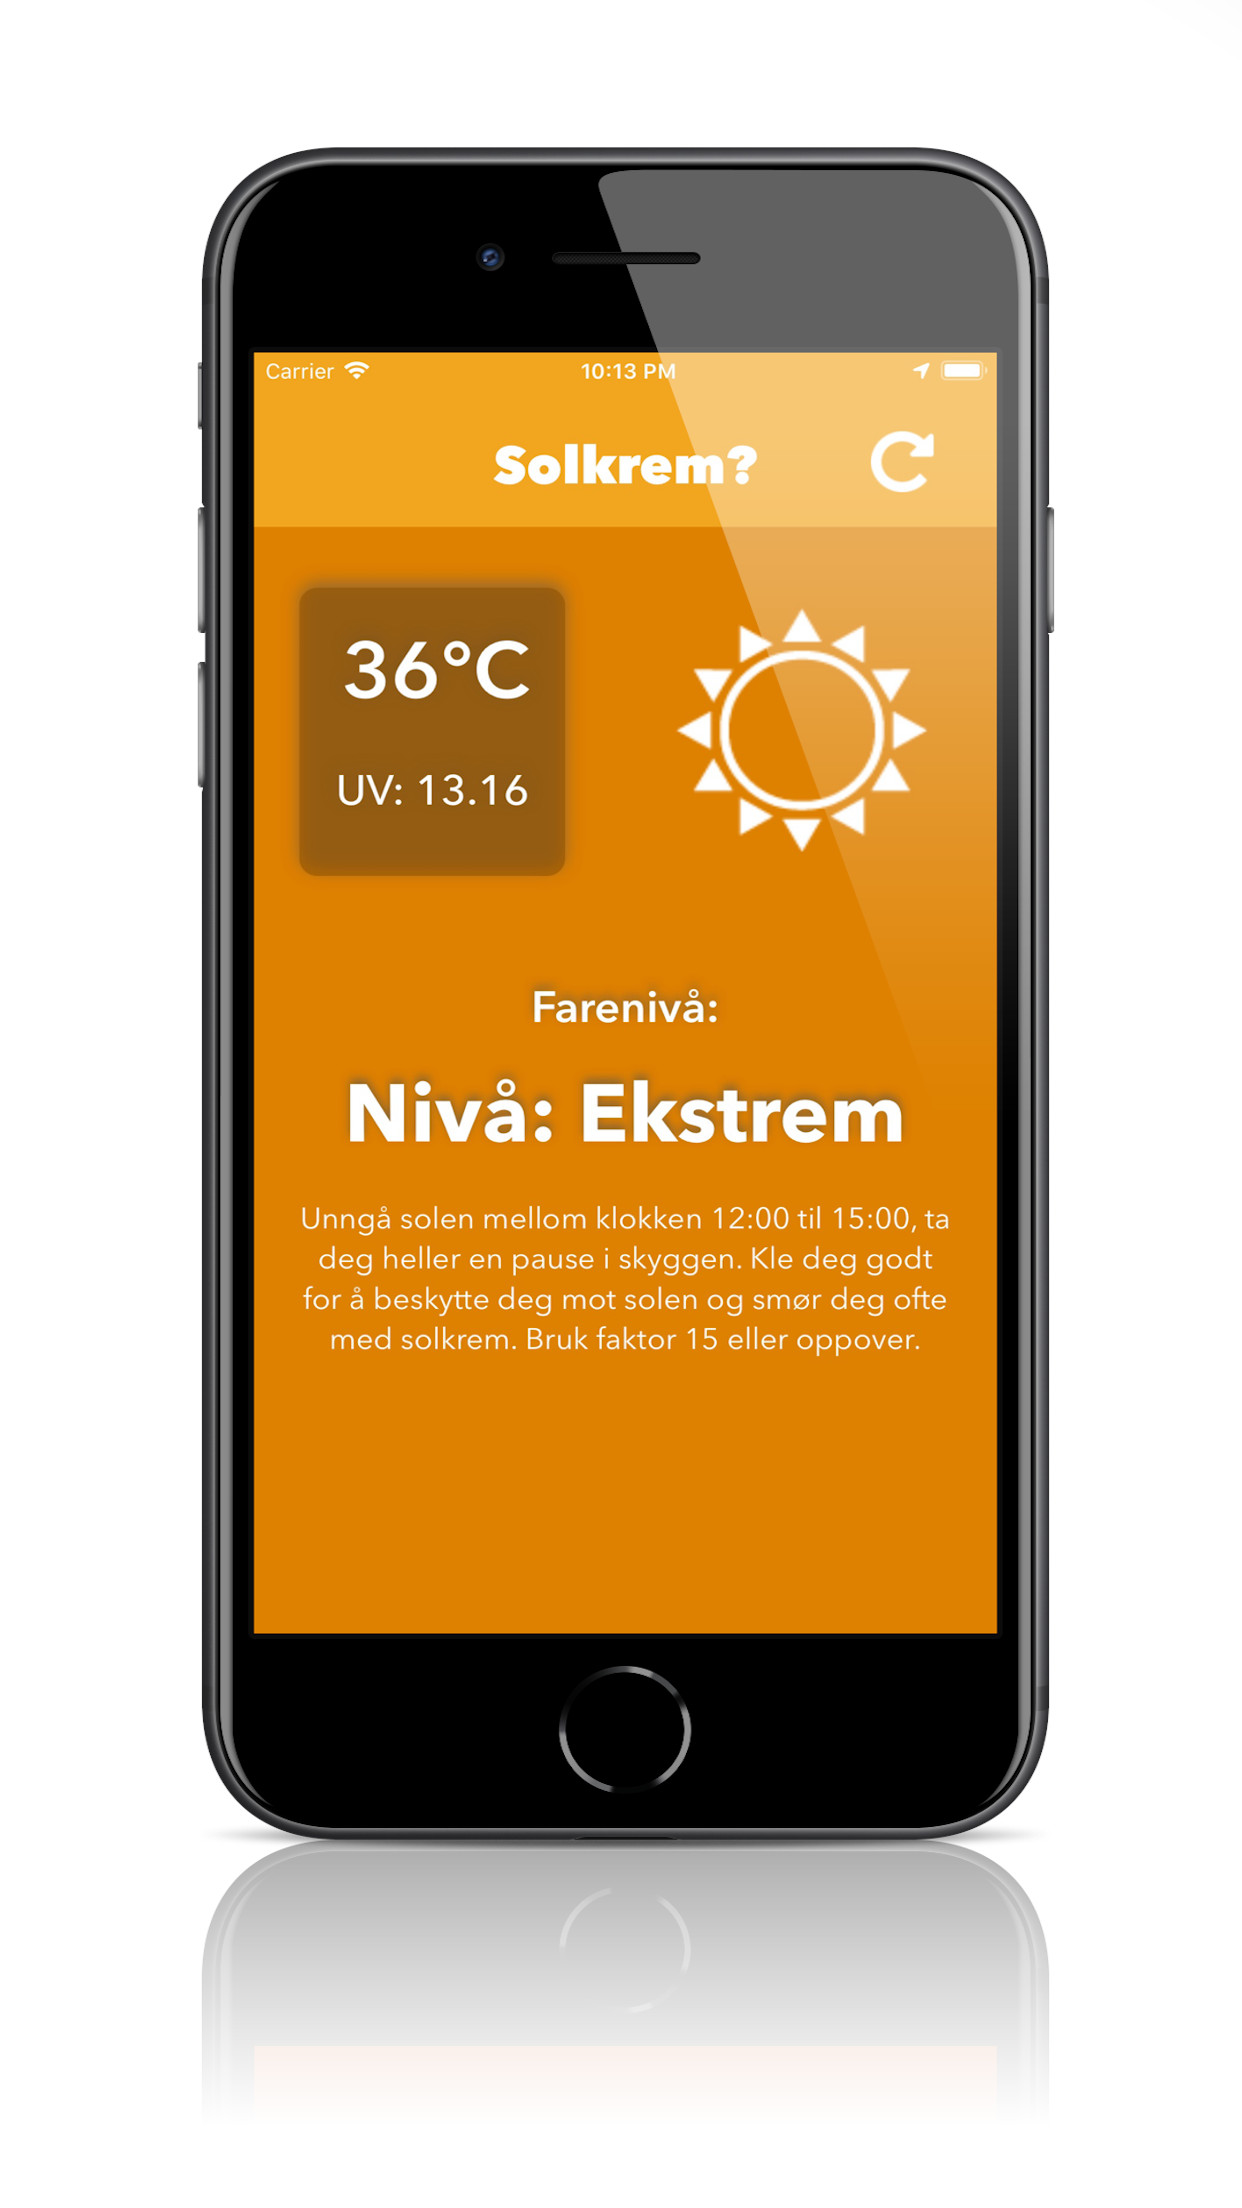 Carrier 10:13 PM
Solkrem?
36°C
UV: 13.16
Farenivå:
Nivå: Ekstrem
Unngå solen mellom klokken 12:00 til 15:00, ta
deg heller en pause i skyggen. Kle deg godt
for å beskytte deg mot solen og smør deg ofte
med solkrem. Bruk faktor 15 eller oppover.